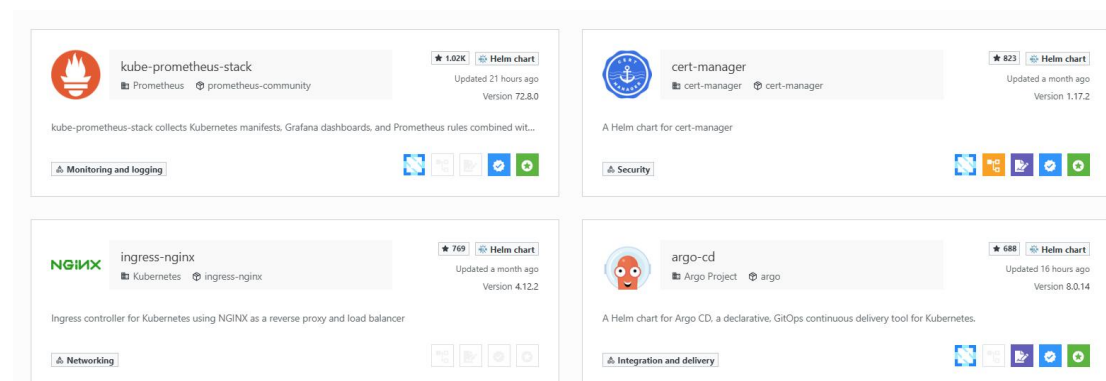 kube-prometheus-stack
Prometheus prometheus-community
★ 1.02K Helm chart
Updated 21 hours ago
Version 72.8.0
kube-prometheus-stack collects Kubernetes manifests, Grafana dashboards, and Prometheus rules combined wit...
Monitoring and logging
CERT MANAGER
cert-manager
cert-manager cert-manager
★ 823 Helm chart
Updated a month ago
Version 1.17.2
A Helm chart for cert-manager
Security
NGINX
ingress-nginx
Kubernetes ingress-nginx
★ 769 Helm chart
Updated a month ago
Version 4.12.2
Ingress controller for Kubernetes using NGINX as a reverse proxy and load balancer
Networking
argo-cd
Argo Project argo
★ 688 Helm chart
Updated 16 hours ago
Version 8.0.14
A Helm chart for Argo CD, a declarative, GitOps continuous delivery tool for Kubernetes.
Integration and delivery